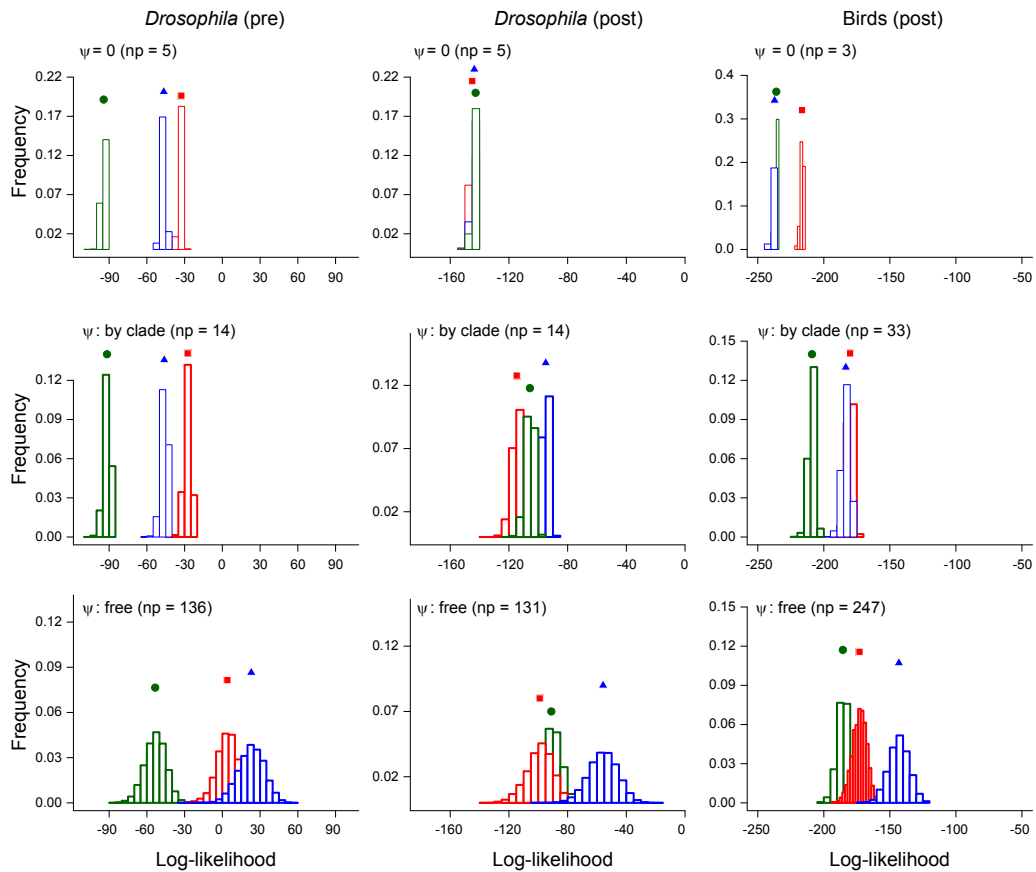 Drosophila (pre)
Drosophila (post)
Birds (post)
ψ = 0 (np = 5)
ψ = 0 (np = 5)
ψ = 0 (np = 3)
Frequency
0.22
0.17
0.12
0.07
0.02
-90 -60 -30 0 30 60 90
0.22
0.17
0.12
0.07
0.02
-160 -120 -80 -40 0
0.4
0.3
0.2
0.1
0.0
-250 -200 -150 -100 -50
ψ: by clade (np = 14)
ψ: by clade (np = 14)
ψ: by clade (np = 33)
Frequency
0.12
0.09
0.06
0.03
0.00
-90 -60 -30 0 30 60 90
0.12
0.07
0.02
-160 -120 -80 -40 0
0.15
0.12
0.09
0.06
0.03
0.00
-250 -200 -150 -100 -50
ψ: free (np = 136)
ψ: free (np = 131)
ψ: free (np = 247)
Frequency
0.12
0.09
0.06
0.03
0.00
-90 -60 -30 0 30 60 90
0.12
0.07
0.02
-160 -120 -80 -40 0
0.15
0.12
0.09
0.06
0.03
0.00
-250 -200 -150 -100 -50
Log-likelihood
Log-likelihood
Log-likelihood